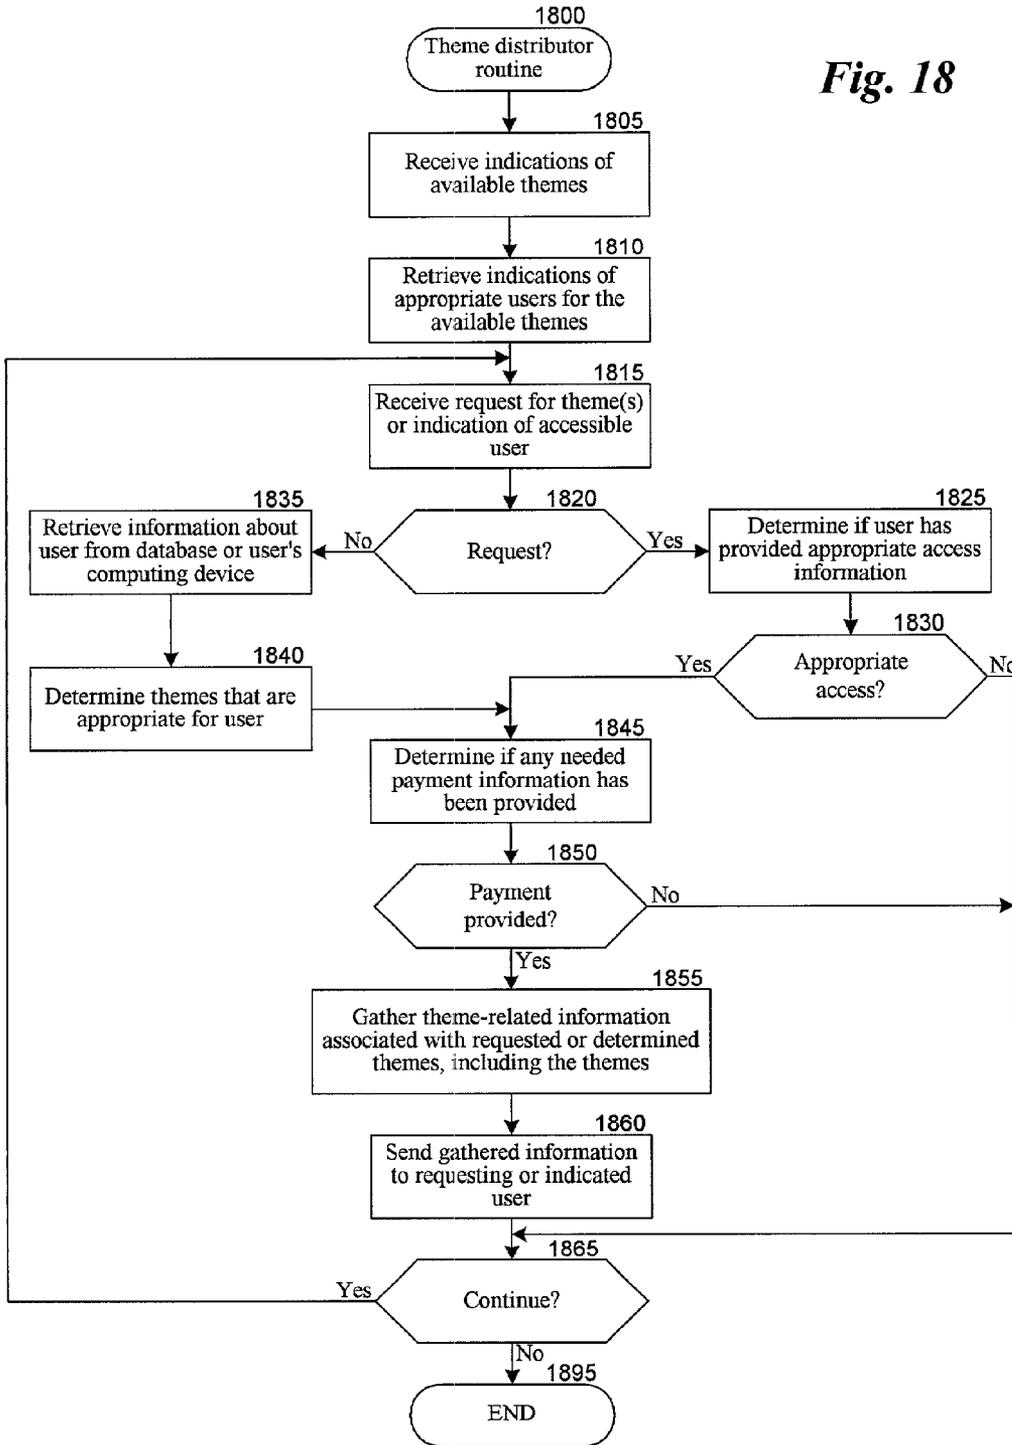 1800
Theme distributor
routine
Fig. 18
1805
Receive indications of
available themes
1810
Retrieve indications of
appropriate users for the
available themes
1815
Receive request for theme(s)
or indication of accessible
user
1820
Request?
No
Yes
1835
Retrieve information about
user from database or user's
computing device
1825
Determine if user has
provided appropriate access
information
1830
Appropriate
access?
Yes
No
1840
Determine themes that are
appropriate for user
1845
Determine if any needed
payment information has
been provided
1850
Payment
provided?
No
Yes
1855
Gather theme-related information
associated with requested or determined
themes, including the themes
1860
Send gathered information
to requesting or indicated
user
1865
Continue?
Yes
No
1895
END